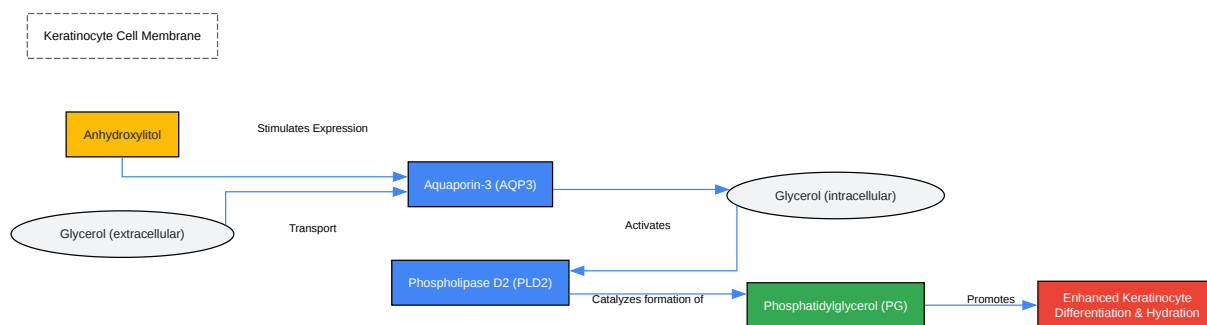 Keratinocyte Cell Membrane
Anhydroxylitol
Stimulates Expression
Aquaporin-3 (AQP3)
Glycerol (intracellular)
Glycerol (extracellular)
Transport
Activates
Phospholipase D2 (PLD2)
Catalyzes formation of
Phosphatidylglycerol (PG)
Promotes
Enhanced Keratinocyte
Differentiation & Hydration